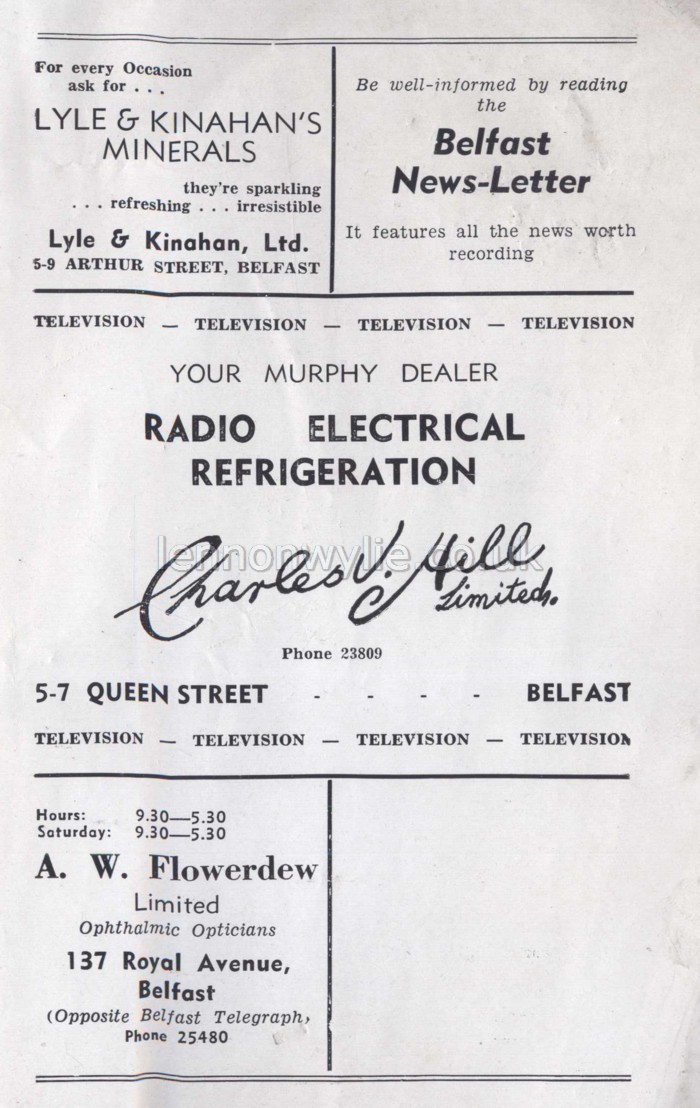 For every Occasion
ask for . . .
LYLE & KINAHAN'S
MINERALS
they're sparkling
. . . refreshing . . . irresistible
Lyle & Kinahan, Ltd.
5-9 ARTHUR STREET, BELFAST
Be well-informed by reading
the
Belfast
News-Letter
It features all the news worth
recording
TELEVISION — TELEVISION — TELEVISION — TELEVISION
YOUR MURPHY DEALER
RADIO ELECTRICAL
REFRIGERATION
lennonwylie.co.uk
Charles J. Hill
Limited.
Phone 23809
5-7 QUEEN STREET - - - - BELFAST
TELEVISION — TELEVISION — TELEVISION — TELEVISION
Hours: 9.30—5.30
Saturday: 9.30—5.30
A. W. Flowerdew
Limited
Ophthalmic Opticians
137 Royal Avenue,
Belfast
(Opposite Belfast Telegraph,
Phone 25480